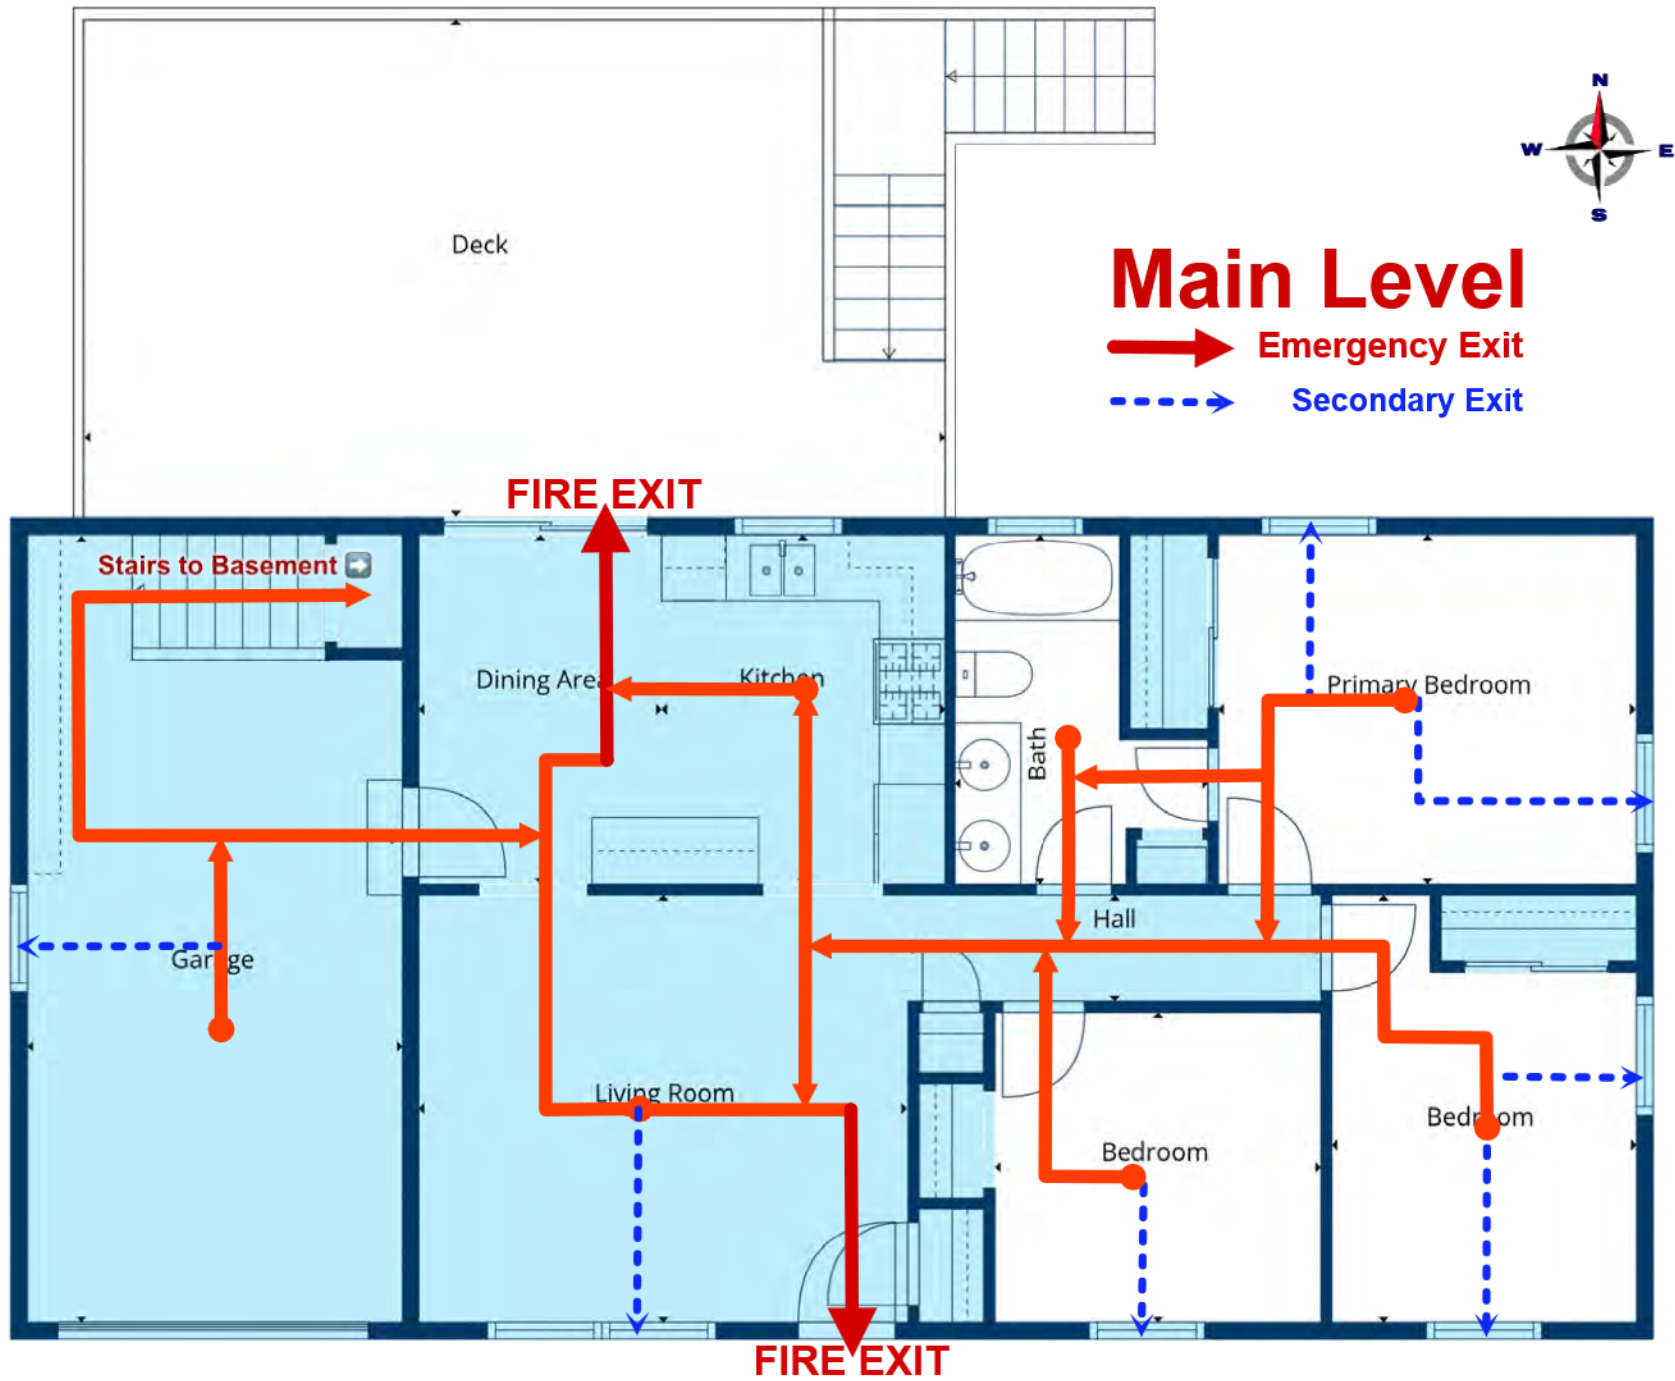 N
W E
S
Deck
Main Level
Emergency Exit
Secondary Exit
FIRE EXIT
Stairs to Basement ➡
Dining Area
Kitchen
Primary Bedroom
Bath
Hall
Garage
Living Room
Bedroom
Bedroom
FIRE EXIT